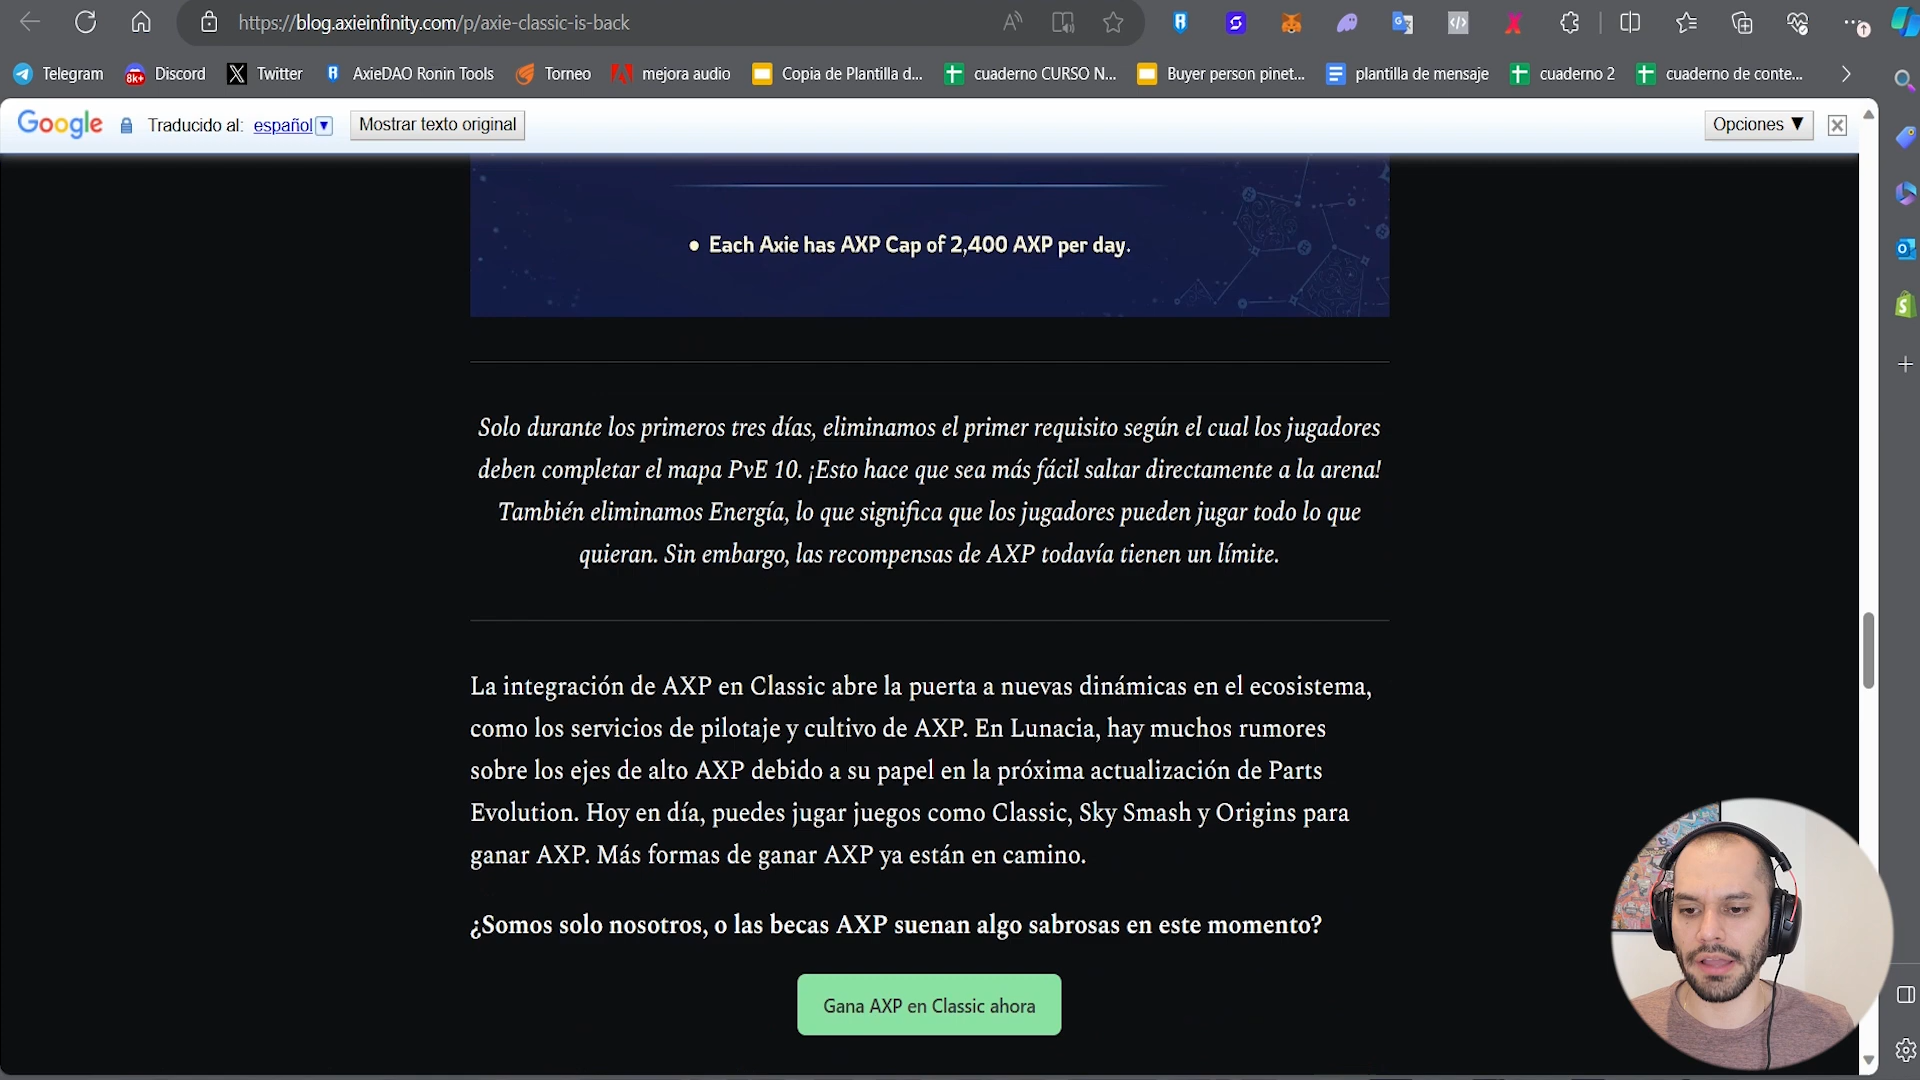 https://blog.axieinfinity.com/p/axie-classic-is-back
Telegram
8k+
Discord
Twitter
AxieDAO Ronin Tools
Torneo
mejora audio
Copia de Plantilla d...
cuaderno CURSO N...
Buyer person pinet...
plantilla de mensaje
cuaderno 2
cuaderno de conte...
Google
Traducido al:
español
Mostrar texto original
Opciones ▼
• Each Axie has AXP Cap of 2,400 AXP per day.
Solo durante los primeros tres días, eliminamos el primer requisito según el cual los jugadores
deben completar el mapa PvE 10. ¡Esto hace que sea más fácil saltar directamente a la arena!
También eliminamos Energía, lo que significa que los jugadores pueden jugar todo lo que
quieran. Sin embargo, las recompensas de AXP todavía tienen un límite.
La integración de AXP en Classic abre la puerta a nuevas dinámicas en el ecosistema,
como los servicios de pilotaje y cultivo de AXP. En Lunacia, hay muchos rumores
sobre los ejes de alto AXP debido a su papel en la próxima actualización de Parts
Evolution. Hoy en día, puedes jugar juegos como Classic, Sky Smash y Origins para
ganar AXP. Más formas de ganar AXP ya están en camino.
¿Somos solo nosotros, o las becas AXP suenan algo sabrosas en este momento?
Gana AXP en Classic ahora